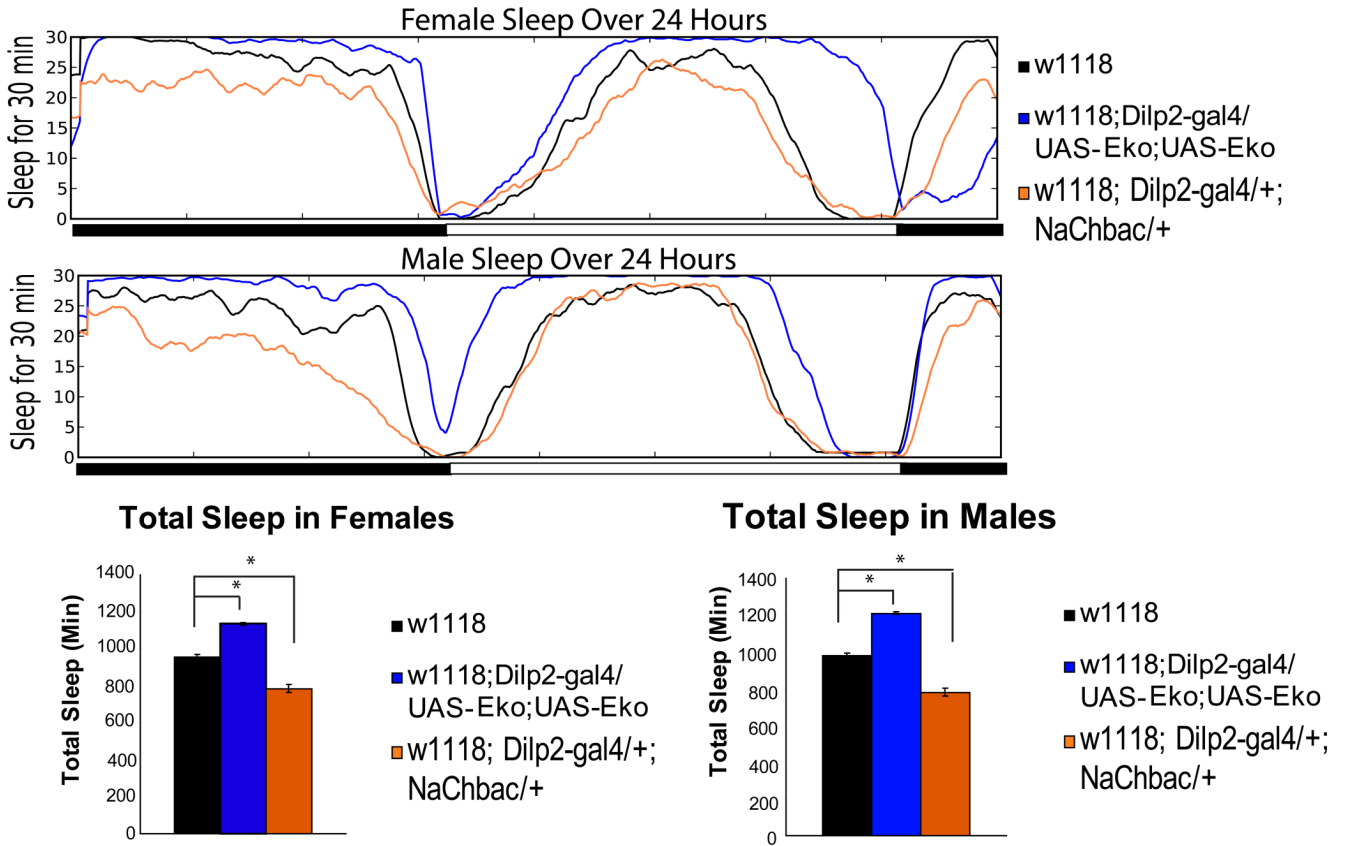 Female Sleep Over 24 Hours
Sleep for 30 min
30
25
20
15
10
5
0
w1118
w1118;Dilp2-gal4/
UAS-Eko;UAS-Eko
w1118; Dilp2-gal4/+;
NaChbac/+
Male Sleep Over 24 Hours
Sleep for 30 min
30
25
20
15
10
5
0
Total Sleep in Females
Total Sleep (Min)
1400
1200
1000
800
600
400
200
0
*
*
w1118
w1118;Dilp2-gal4/
UAS-Eko;UAS-Eko
w1118; Dilp2-gal4/+;
NaChbac/+
Total Sleep in Males
Total Sleep (Min)
1400
1200
1000
800
600
400
200
0
*
*
w1118
w1118;Dilp2-gal4/
UAS-Eko;UAS-Eko
w1118; Dilp2-gal4/+;
NaChbac/+